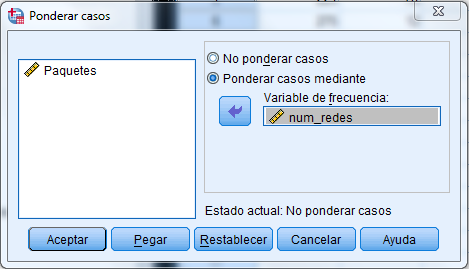 Ponderar casos
Paquetes
No ponderar casos
Ponderar casos mediante
Variable de frecuencia:
num_redes
Estado actual: No ponderar casos
Aceptar
Pegar
Restablecer
Cancelar
Ayuda